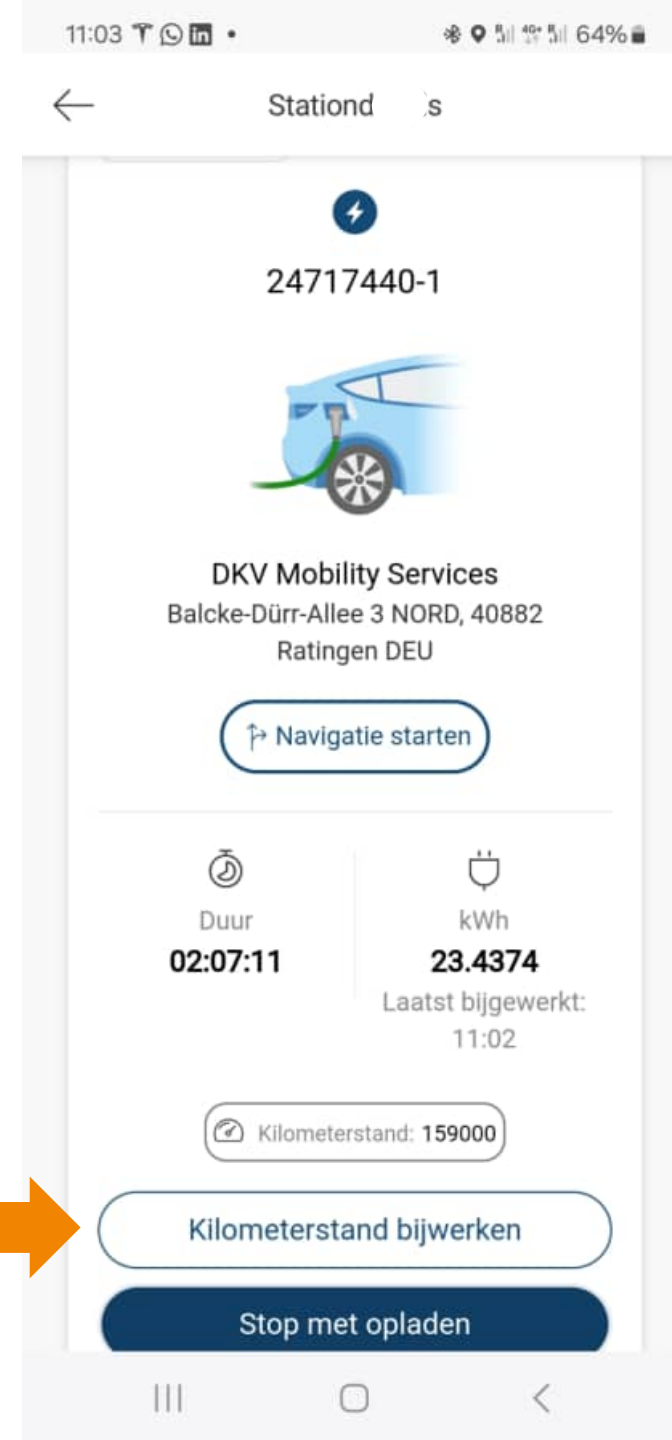 11:03
64%
24717440-1
DKV Mobility Services
Balcke-Dürr-Allee 3 NORD, 40882
Ratingen DEU
Navigatie starten
Duur
02:07:11
kWh
23.4374
Laatst bijgewerkt:
11:02
Kilometerstand: 159000
Kilometerstand bijwerken
Stop met opladen